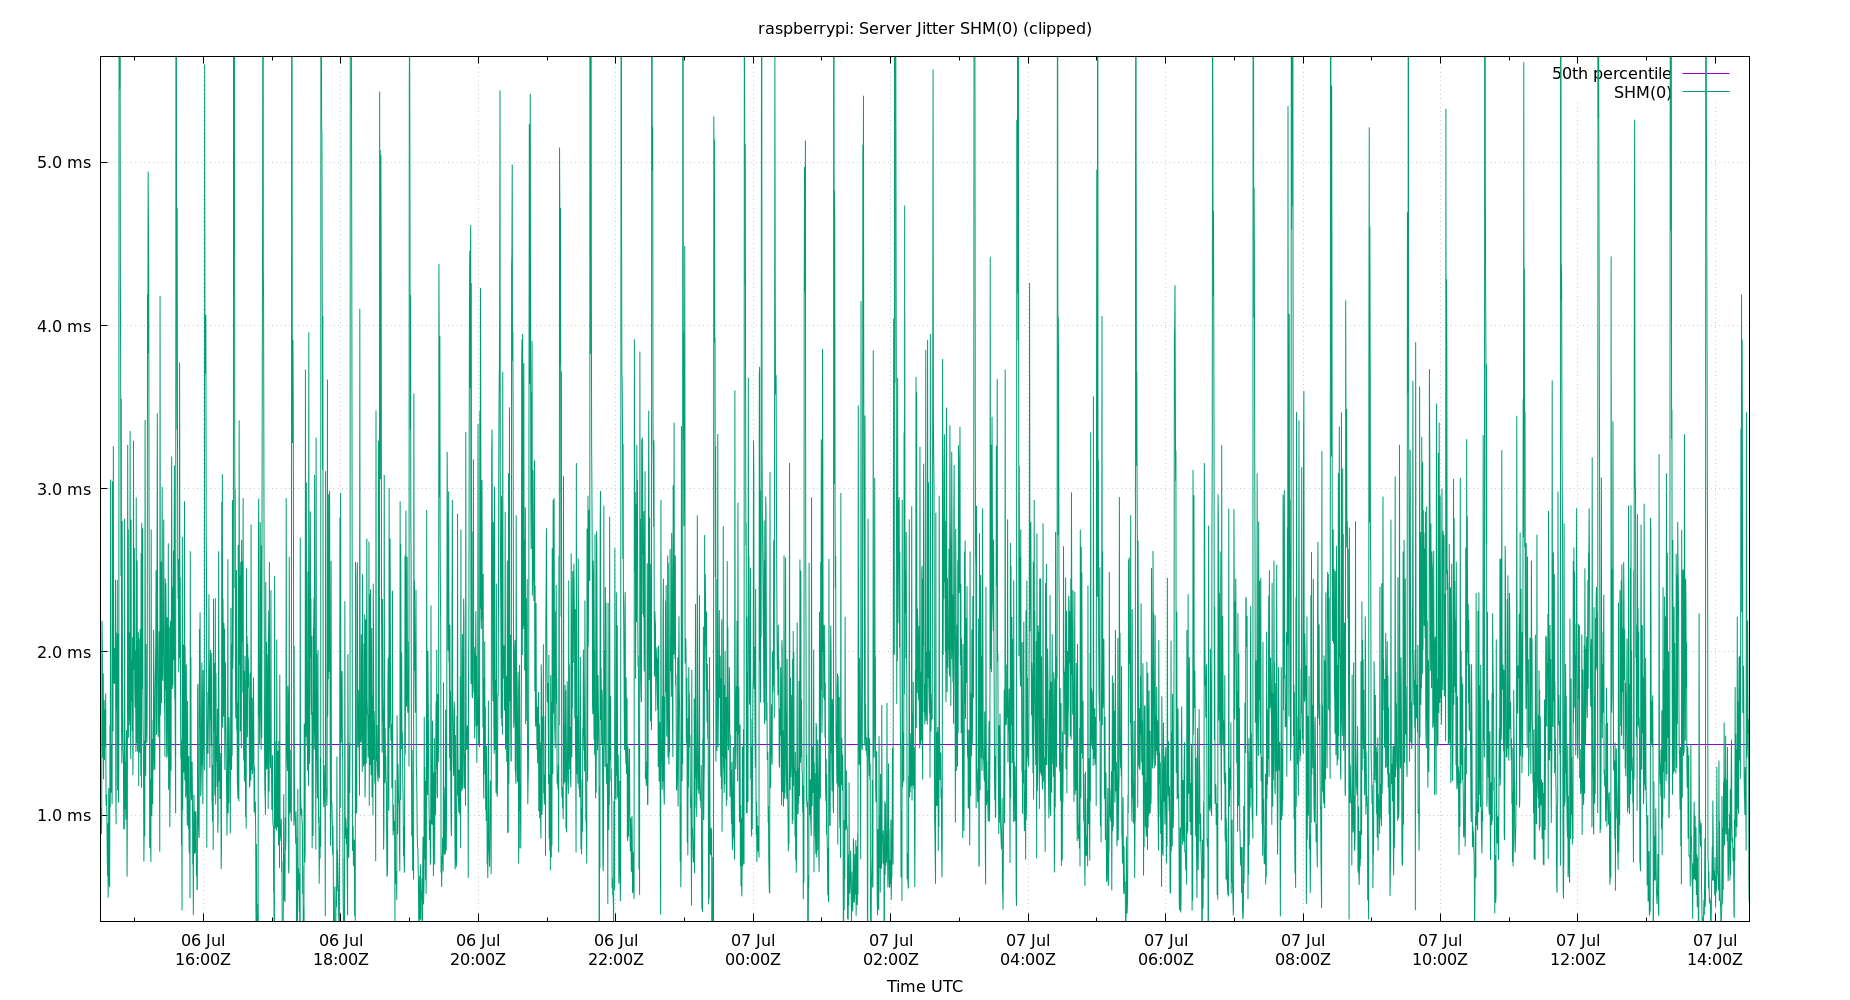 raspberrypi: Server Jitter SHM(0) (clipped)
50th percentile
SHM(0)
5.0 ms
4.0 ms
3.0 ms
2.0 ms
1.0 ms
06 Jul 06 Jul 06 Jul 06 Jul 07 Jul 07 Jul 07 Jul 07 Jul 07 Jul 07 Jul 07 Jul 07 Jul
16:00Z 18:00Z 20:00Z 22:00Z 00:00Z 02:00Z 04:00Z 06:00Z 08:00Z 10:00Z 12:00Z 14:00Z
Time UTC